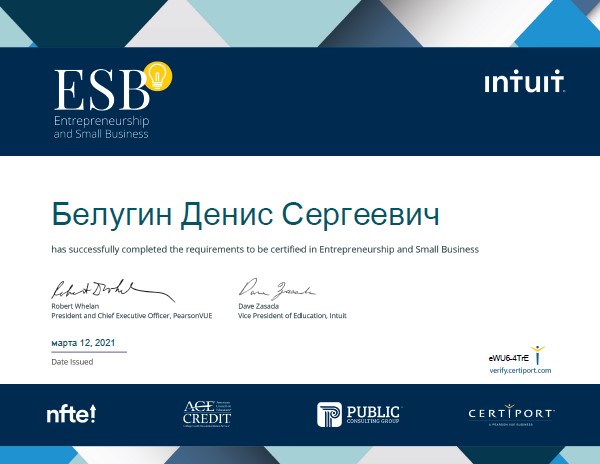 ESB
Entrepreneurship
and Small Business
ıntuıt
Белугин Денис Сергеевич
has successfully completed the requirements to be certified in Entrepreneurship and Small Business
Robert Whelan
President and Chief Executive Officer, PearsonVUE
Dave Zasada
Vice President of Education, Intuit
марта 12, 2021
Date Issued
eWU6-4TrE
verify.certiport.com
nfte!
ACE
CREDIT
PUBLIC
CONSULTING GROUP
CERTIPORT
A PEARSON VUE BUSINESS